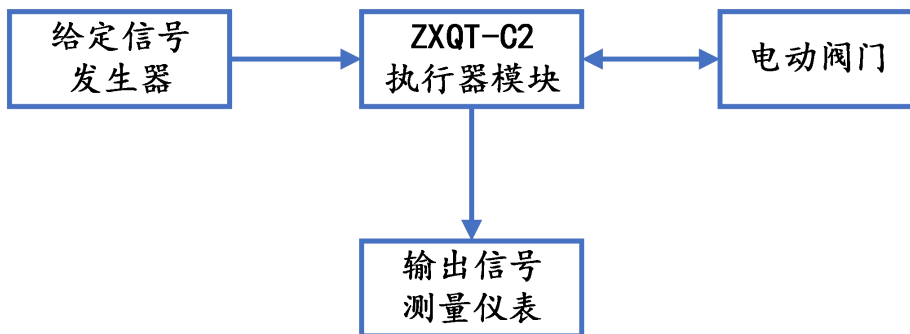 给定信号
发生器
ZXQT-C2
执行器模块
电动阀门
输出信号
测量仪表